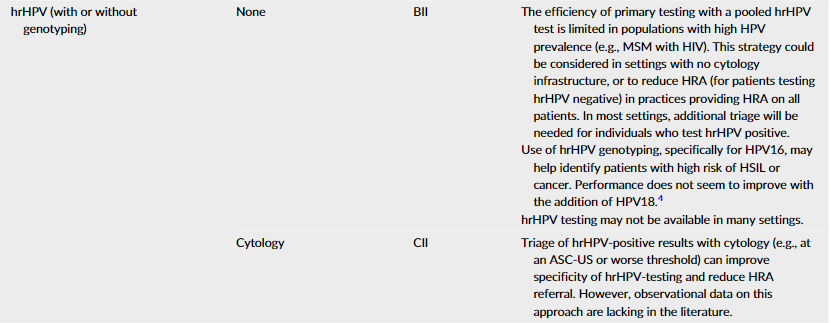 hrHPV (with or without
genotyping)
None
BII
The efficiency of primary testing with a pooled hrHPV
test is limited in populations with high HPV
prevalence (e.g., MSM with HIV). This strategy could
be considered in settings with no cytology
infrastructure, or to reduce HRA (for patients testing
hrHPV negative) in practices providing HRA on all
patients. In most settings, additional triage will be
needed for individuals who test hrHPV positive.
Use of hrHPV genotyping, specifically for HPV16, may
help identify patients with high risk of HSIL or
cancer. Performance does not seem to improve with
the addition of HPV18.4
hrHPV testing may not be available in many settings.
Cytology
CII
Triage of hrHPV-positive results with cytology (e.g., at
an ASC-US or worse threshold) can improve
specificity of hrHPV-testing and reduce HRA
referral. However, observational data on this
approach are lacking in the literature.